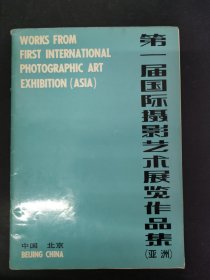 WORKS FROM
FIRST INTERNATIONAL
PHOTOGRAPHIC ART
EXHIBITION (ASIA)
第一届国际摄影艺术展览作品集
(亚洲)
中国 北京
BEIJING CHINA